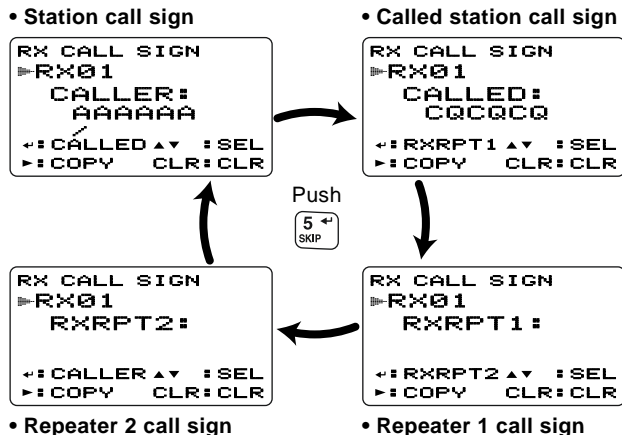 • Station call sign
RX CALL SIGN
RX01
CALLER:
AAAAAA
↵:CALLED ▲▼ :SEL
►:COPY CLR:CLR
• Called station call sign
RX CALL SIGN
RX01
CALLED:
CQCQCQ
↵:RXRPT1 ▲▼ :SEL
►:COPY CLR:CLR
Push
5 ↵
SKIP
RX CALL SIGN
RX01
RXRPT2:
↵:CALLER ▲▼ :SEL
►:COPY CLR:CLR
• Repeater 2 call sign
RX CALL SIGN
RX01
RXRPT1:
↵:RXRPT2 ▲▼ :SEL
►:COPY CLR:CLR
• Repeater 1 call sign